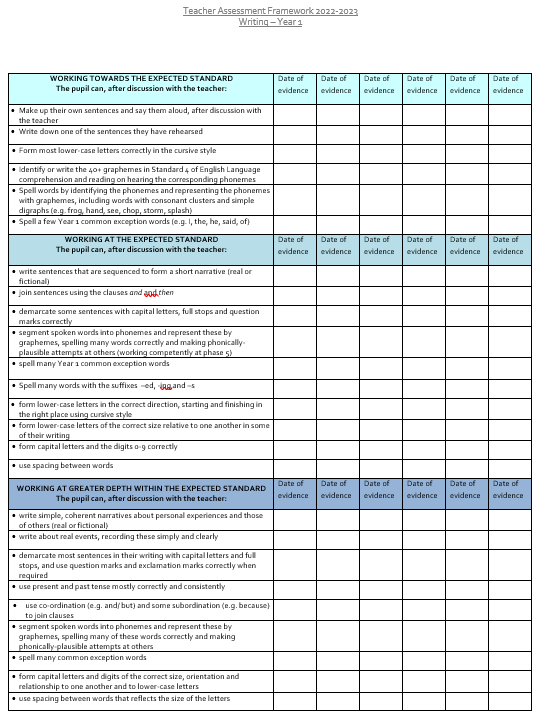 Teacher Assessment Framework 2022-2023
Writing – Year 1
WORKING TOWARDS THE EXPECTED STANDARD
The pupil can, after discussion with the teacher:
Date of evidence Date of evidence Date of evidence Date of evidence Date of evidence Date of evidence
• Make up their own sentences and say them aloud, after discussion with
the teacher
• Write down one of the sentences they have rehearsed
• Form most lower-case letters correctly in the cursive style
• Identify or write the 40+ graphemes in Standard 4 of English Language
comprehension and reading on hearing the corresponding phonemes
• Spell words by identifying the phonemes and representing the phonemes
with graphemes, including words with consonant clusters and simple
digraphs (e.g. frog, hand, see, chop, storm, splash)
• Spell a few Year 1 common exception words (e.g. I, the, he, said, of)
WORKING AT THE EXPECTED STANDARD
The pupil can, after discussion with the teacher:
Date of evidence Date of evidence Date of evidence Date of evidence Date of evidence Date of evidence
• write sentences that are sequenced to form a short narrative (real or
fictional)
• join sentences using the clauses and and then
• demarcate some sentences with capital letters, full stops and question
marks correctly
• segment spoken words into phonemes and represent these by
graphemes, spelling many words correctly and making phonically-
plausible attempts at others (working competently at phase 5)
• spell many Year 1 common exception words
• Spell many words with the suffixes –ed, -ing and –s
• form lower-case letters in the correct direction, starting and finishing in
the right place using cursive style
• form lower-case letters of the correct size relative to one another in some
of their writing
• form capital letters and the digits 0-9 correctly
• use spacing between words
WORKING AT GREATER DEPTH WITHIN THE EXPECTED STANDARD
The pupil can, after discussion with the teacher:
Date of evidence Date of evidence Date of evidence Date of evidence Date of evidence Date of evidence
• write simple, coherent narratives about personal experiences and those
of others (real or fictional)
• write about real events, recording these simply and clearly
• demarcate most sentences in their writing with capital letters and full
stops, and use question marks and exclamation marks correctly when
required
• use present and past tense mostly correctly and consistently
• use co-ordination (e.g. and/ but) and some subordination (e.g. because)
to join clauses
• segment spoken words into phonemes and represent these by
graphemes, spelling many of these words correctly and making
phonically-plausible attempts at others
• spell many common exception words
• form capital letters and digits of the correct size, orientation and
relationship to one another and to lower-case letters
• use spacing between words that reflects the size of the letters